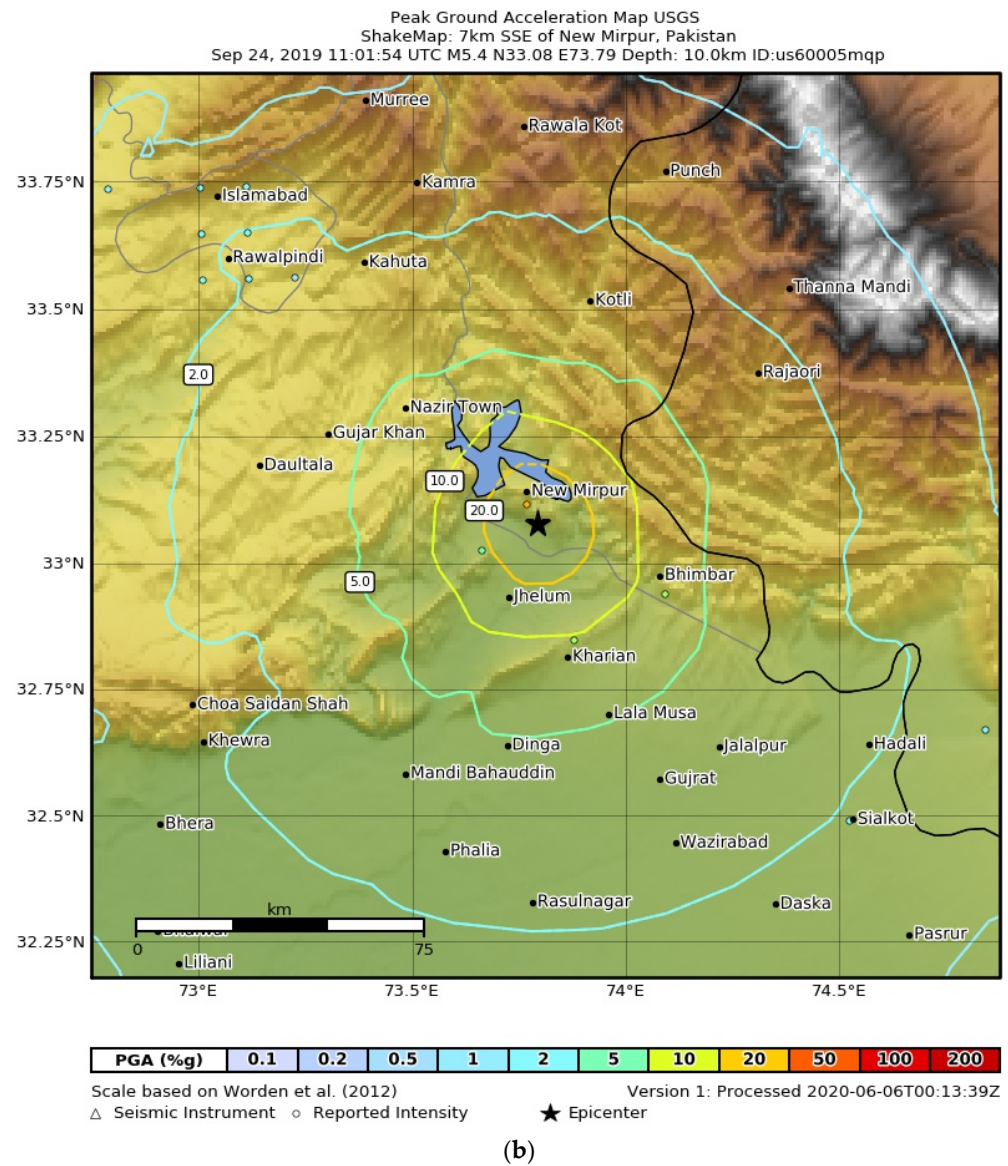 Peak Ground Acceleration Map USGS
ShakeMap: 7km SSE of New Mirpur, Pakistan
Sep 24, 2019 11:01:54 UTC M5.4 N33.08 E73.79 Depth: 10.0km ID:us60005mqp
Murree
Rawala Kot
Punch
33.75°N
Kamra
Islamabad
Rawalpindi
Kahuta
Thanna Mandi
Kotli
33.5°N
2.0
Rajaori
Nazir Town
33.25°N
Gujar Khan
Daultala
10.0
New Mirpur
20.0
33°N
5.0
Bhimbar
Jhelum
Kharian
32.75°N
Choa Saidan Shah
Lala Musa
Khewra
Dinga
Jalalpur
Hadali
Mandi Bahauddin
Gujrat
32.5°N
Bhera
Sialkot
Phalia
Wazirabad
Rasulnagar
Daska
km
0
75
32.25°N
Pasrur
Liliani
73°E
73.5°E
74°E
74.5°E
PGA (%g) 0.1 0.2 0.5 1 2 5 10 20 50 100 200
Scale based on Worden et al. (2012)
Version 1: Processed 2020-06-06T00:13:39Z
△ Seismic Instrument ○ Reported Intensity ★ Epicenter
(b)